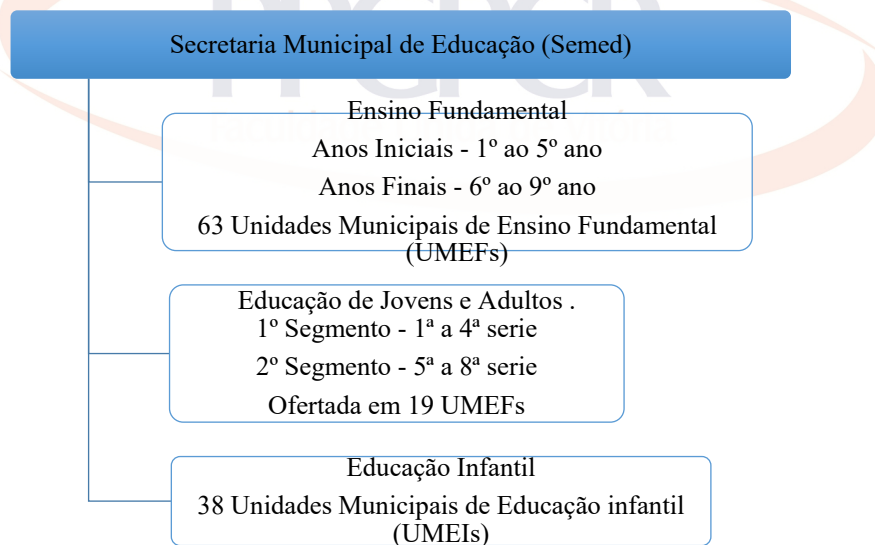 Secretaria Municipal de Educação (Semed)
Ensino Fundamental
Anos Iniciais - 1º ao 5º ano
Anos Finais - 6º ao 9º ano
63 Unidades Municipais de Ensino Fundamental
(UMEFs)
Educação de Jovens e Adultos .
1º Segmento - 1ª a 4ª serie
2º Segmento - 5ª a 8ª serie
Ofertada em 19 UMEFs
Educação Infantil
38 Unidades Municipais de Educação infantil
(UMEIs)